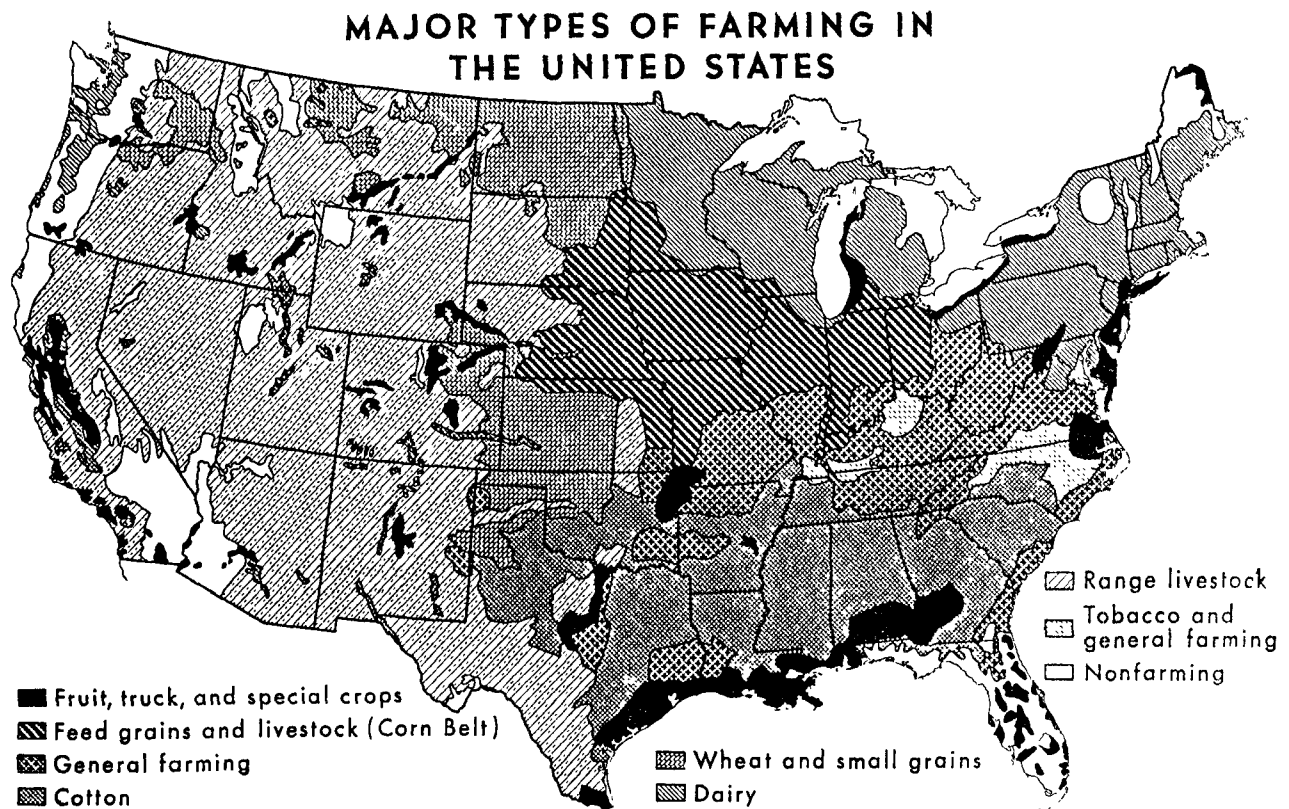 MAJOR TYPES OF FARMING IN
THE UNITED STATES
Range livestock
Tobacco and
general farming
Nonfarming
Fruit, truck, and special crops
Feed grains and livestock (Corn Belt)
General farming
Cotton
Wheat and small grains
Dairy